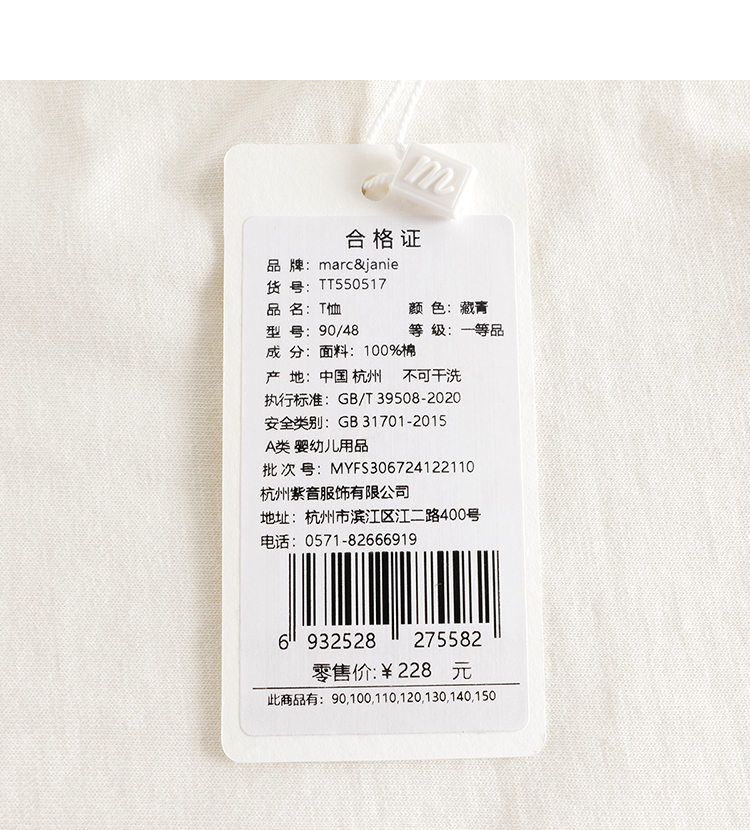 m
合格证
品 牌： marc&janie
货 号： TT550517
品 名： T恤 颜 色： 藏青
型 号： 90/48 等 级： 一等品
成 分： 面料： 100%棉
产 地： 中国 杭州 不可干洗
执行标准： GB/T 39508-2020
安全类别： GB 31701-2015
A类 婴幼儿用品
批 次 号： MYFS306724122110
杭州紫音服饰有限公司
地址： 杭州市滨江区江二路400号
电话： 0571-82666919
6 932528 275582
零售价:￥228 元
此商品有： 90,100,110,120,130,140,150